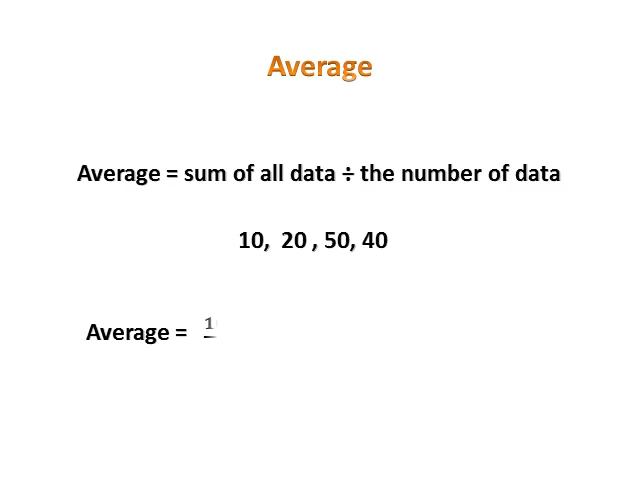 Average
Average = sum of all data ÷ the number of data
10,  20 , 50, 40
Average =